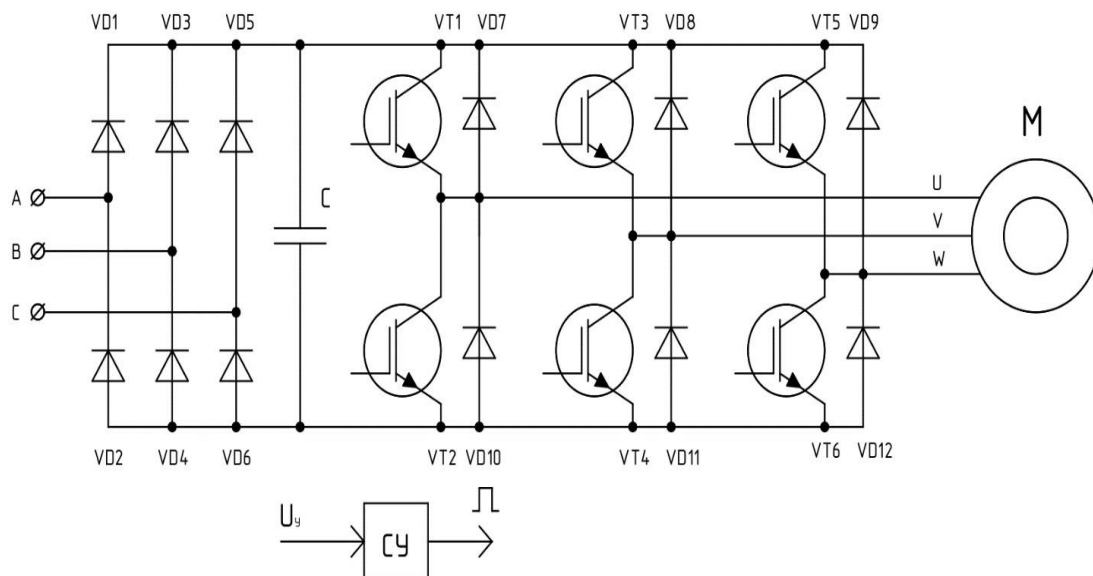 VD1 VD3 VD5 VT1 VD7 VT3 VD8 VT5 VD9
M
A
C
U
B
V
W
C
VD2 VD4 VD6 VT2 VD10 VT4 VD11 VT6 VD12
Uу
СУ